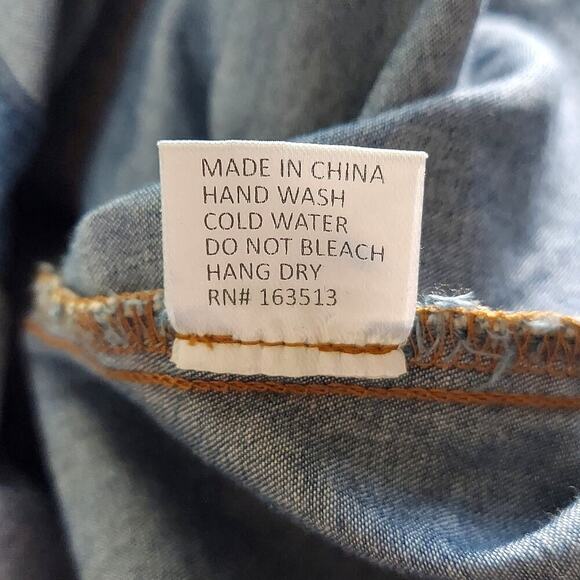 MADE IN CHINA
HAND WASH
COLD WATER
DO NOT BLEACH
HANG DRY
RN# 163513